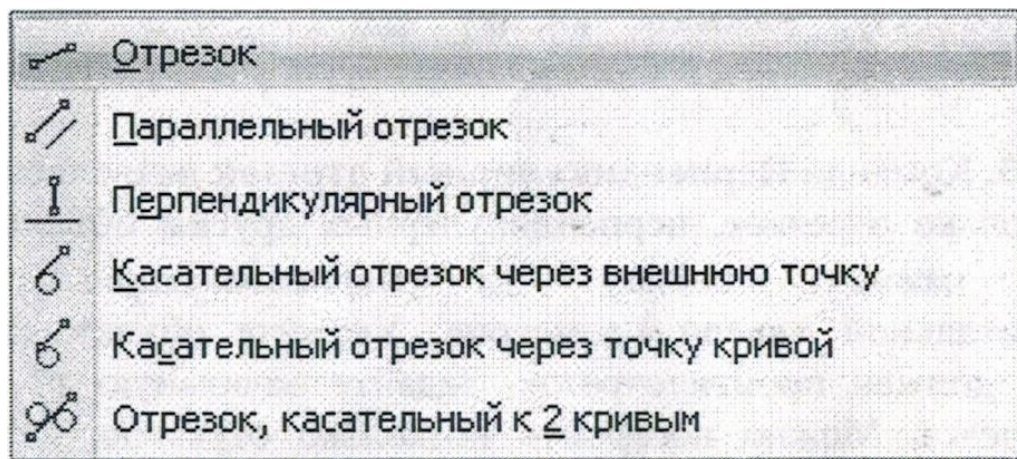 Отрезок
Параллельный отрезок
Перпендикулярный отрезок
Касательный отрезок через внешнюю точку
Касательный отрезок через точку кривой
Отрезок, касательный к 2 кривым